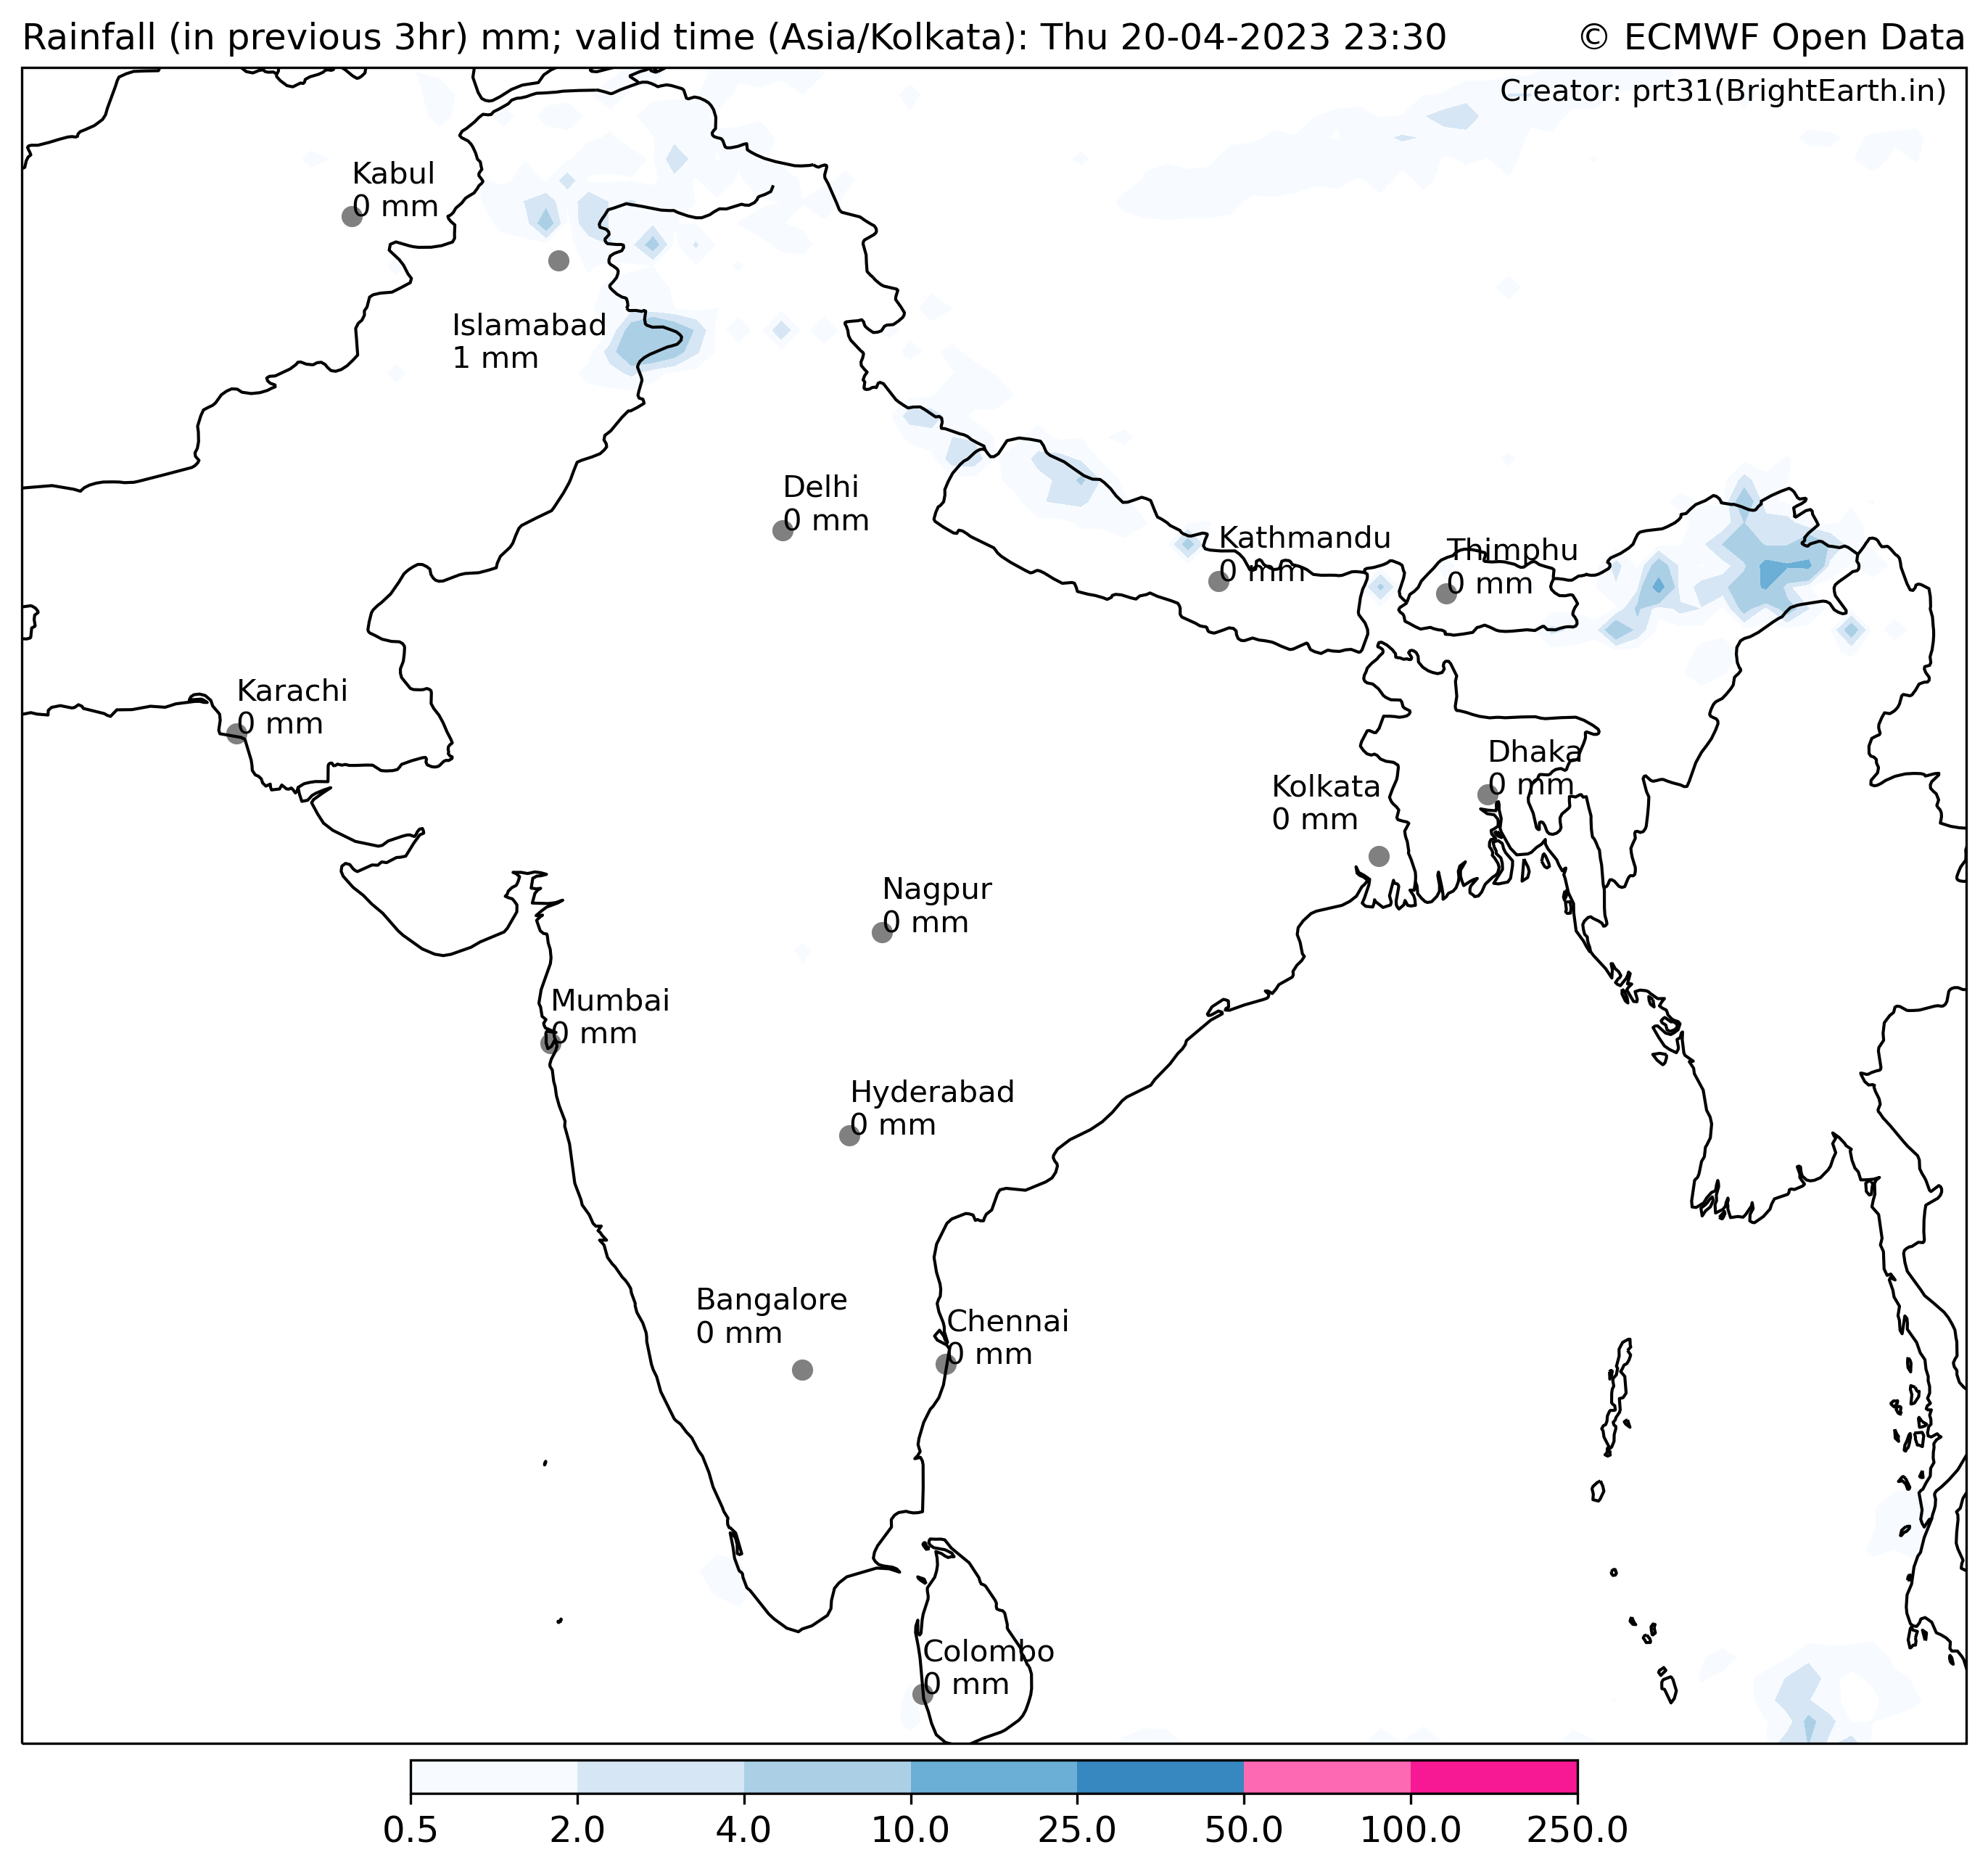 Rainfall (in previous 3hr) mm; valid time (Asia/Kolkata): Thu 20-04-2023 23:30
© ECMWF Open Data
Creator: prt31(BrightEarth.in)
Kabul
0 mm
Islamabad
1 mm
Delhi
0 mm
Kathmandu
0 mm
Thimphu
0 mm
Karachi
0 mm
Dhaka
0 mm
Kolkata
0 mm
Nagpur
0 mm
Mumbai
0 mm
Hyderabad
0 mm
Bangalore
0 mm
Chennai
0 mm
Colombo
0 mm
0.5 2.0 4.0 10.0 25.0 50.0 100.0 250.0